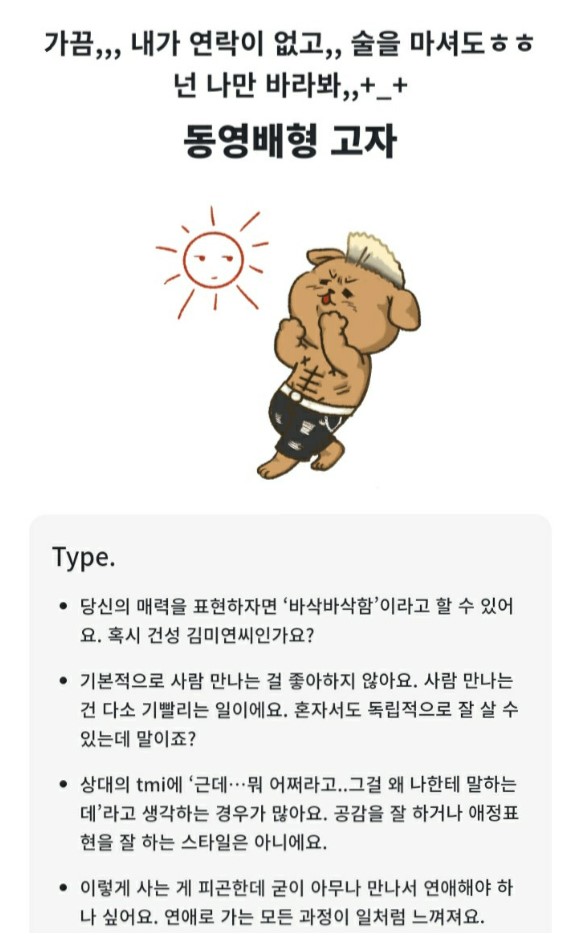 가끔,,, 내가 연락이 없고,, 술을 마셔도ㅎㅎ
넌 나만 바라봐,,+_+
동영배형 고자
Type.
• 당신의 매력을 표현하자면 ‘바삭바삭함’이라고 할 수 있어
요. 혹시 건성 김미연씨인가요?
• 기본적으로 사람 만나는 걸 좋아하지 않아요. 사람 만나는
건 다소 기빨리는 일이에요. 혼자서도 독립적으로 잘 살 수
있는데 말이죠?
• 상대의 tmi에 ‘근데…뭐 어쩌라고..그걸 왜 나한테 말하는
데’라고 생각하는 경우가 많아요. 공감을 잘 하거나 애정표
현을 잘 하는 스타일은 아니에요.
• 이렇게 사는 게 피곤한데 굳이 아무나 만나서 연애해야 하
나 싶어요. 연애로 가는 모든 과정이 일처럼 느껴져요.